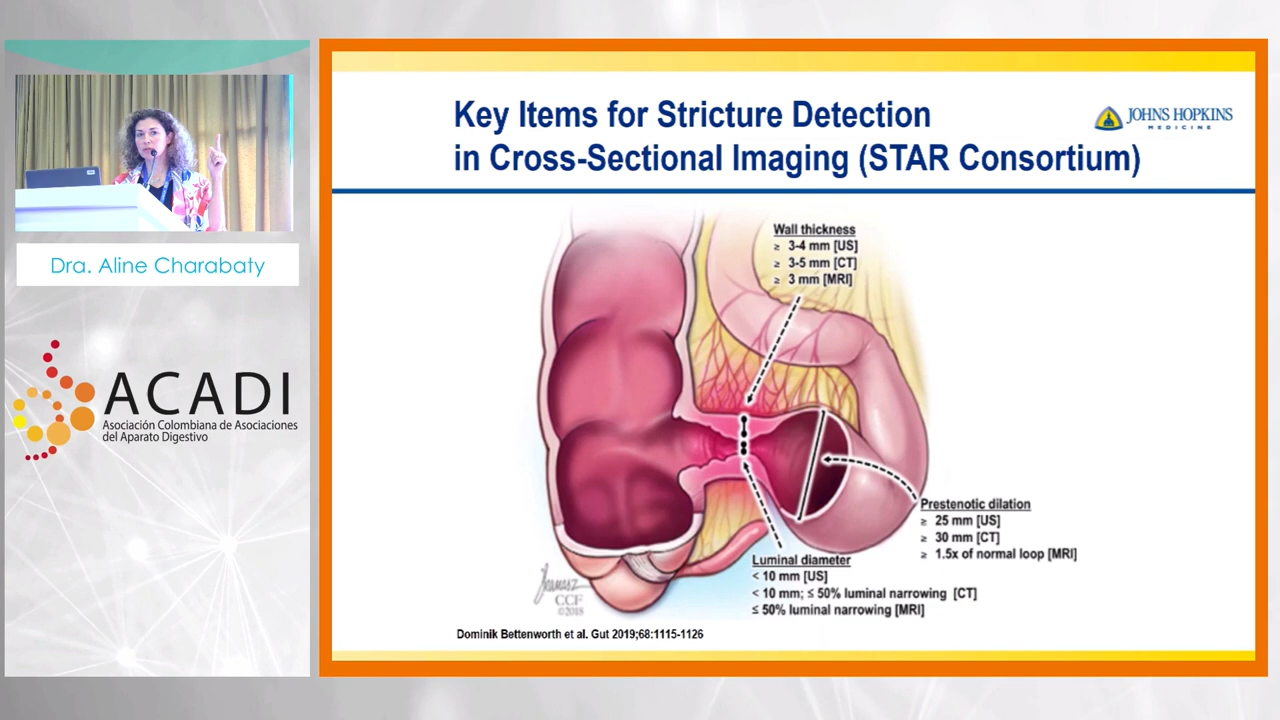 Key Items for Stricture Detection
in Cross-Sectional Imaging (STAR Consortium)
JOHNS HOPKINS
MEDICINE
Dra. Aline Charabaty
ACADI
Asociación Colombiana de Asociaciones
del Aparato Digestivo
Wall thickness
≥ 3-4 mm [US]
≥ 3-5 mm [CT]
≥ 3 mm [MRI]
Prestenotic dilation
≥ 25 mm [US]
≥ 30 mm [CT]
≥ 1.5x of normal loop [MRI]
Luminal diameter
< 10 mm [US]
< 10 mm; ≤ 50% luminal narrowing [CT]
≤ 50% luminal narrowing [MRI]
CCF
©2018
Dominik Bettenworth et al. Gut 2019;68:1115-1126